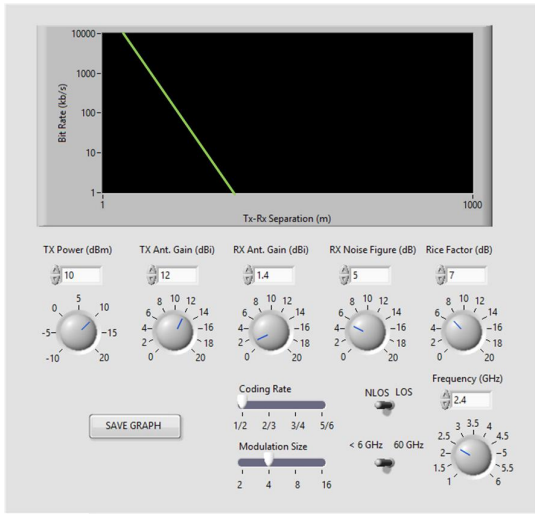 10000
1000
100
10
1
Bit Rate (kb/s)
1 1000
Tx-Rx Separation (m)
TX Power (dBm) TX Ant. Gain (dBi) RX Ant. Gain (dBi) RX Noise Figure (dB) Rice Factor (dB)
10 12 1.4 5 7
-10 -5 0 5 10 15 20
0 2 4 6 8 10 12 14 16 18 20
0 2 4 6 8 10 12 14 16 18 20
0 2 4 6 8 10 12 14 16 18 20
0 2 4 6 8 10 12 14 16 18 20
SAVE GRAPH
Coding Rate
1/2 2/3 3/4 5/6
Modulation Size
2 4 8 16
NLOS LOS
< 6 GHz 60 GHz
Frequency (GHz)
2.4
1 1.5 2 2.5 3 3.5 4 4.5 5 5.5 6